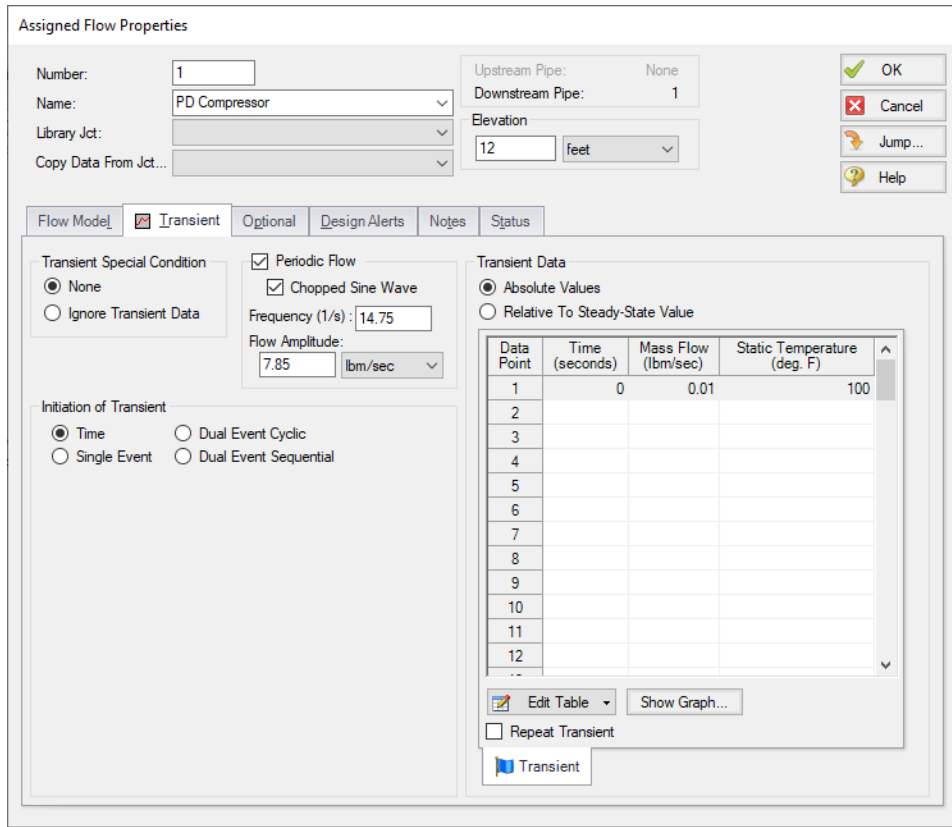 Assigned Flow Properties
Number: 1
Name: PD Compressor
Library Jct:
Copy Data From Jct...
Upstream Pipe: None
Downstream Pipe: 1
Elevation
12 feet
OK
Cancel
Jump...
Help
Flow Model Transient Optional Design Alerts Notes Status
Transient Special Condition
None
Ignore Transient Data
Periodic Flow
Chopped Sine Wave
Frequency (1/s) : 14.75
Flow Amplitude:
7.85 lbm/sec
Initiation of Transient
Time Dual Event Cyclic
Single Event Dual Event Sequential
Transient Data
Absolute Values
Relative To Steady-State Value
Data Point Time (seconds) Mass Flow (lbm/sec) Static Temperature (deg. F)
1 0 0.01 100
2
3
4
5
6
7
8
9
10
11
12
Edit Table Show Graph...
Repeat Transient
Transient